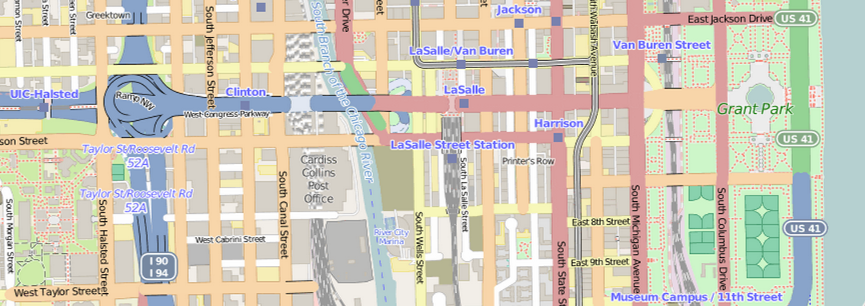 Greektown
Jackson
East Jackson Drive
US 41
South Jefferson Street
South Branch of the Chicago River
LaSalle/Van Buren
Van Buren Street
UIC-Halsted
Ramp NW
Clinton
LaSalle
Grant Park
West Congress Parkway
Harrison
US 41
son Street
LaSalle Street Station
Taylor St/Roosevelt Rd
52A
Printer's Row
Cardiss
Collins
Post
Office
Taylor St/Roosevelt Rd
52A
South Morgan Street
South Halsted Street
South Canal Street
South Wells Street
South La Salle Street
South State S
South Michigan Avenue
South Columbus Drive
East 8th Street
US 41
West Cabrini Street
River City
Marina
I 90
I 94
East 9th Street
West Taylor Street
Museum Campus / 11th Street